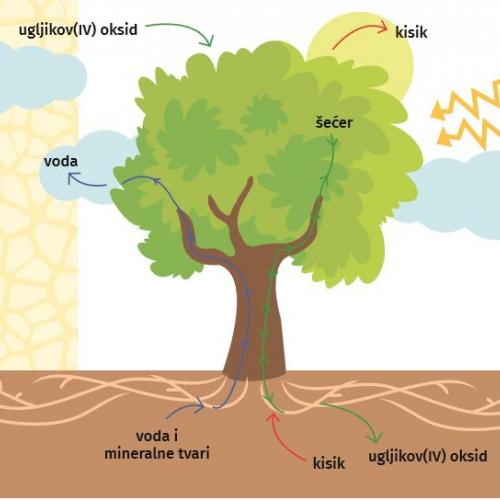 ugljikov(IV) oksid
kisik
šećer
voda
voda i
mineralne tvari
kisik
ugljikov(IV) oksid